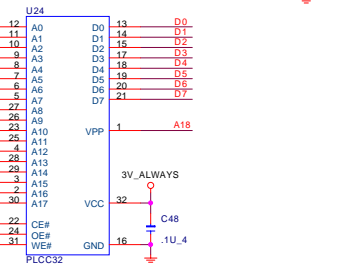 U24
12 A0 D0 13 D0
11 A1 D1 14 D1
10 A2 D2 15 D2
9 A3 D3 17 D3
8 A4 D4 18 D4
7 A5 D5 19 D5
6 A6 D6 20 D6
5 A7 D7 21 D7
27 A8
26 A9
23 A10 VPP 1 A18
25 A11
4 A12
28 A13
29 A14
3 A15
2 A16
30 A17 VCC 32
3V_ALWAYS
22 CE#
24 OE#
31 WE# GND 16
C48
.1U_4
PLCC32